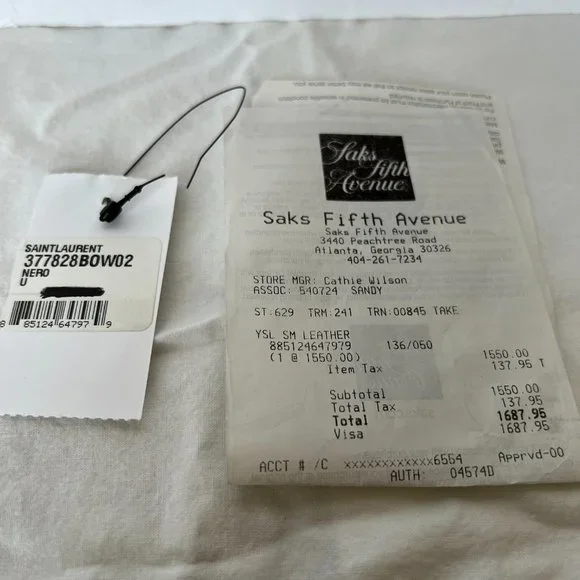 SAINTLAURENT
377828BOW02
NERO
U
8 85124 64797 9
Saks
Fifth
Avenue
Saks Fifth Avenue
Saks Fifth Avenue
3440 Peachtree Road
Atlanta, Georgia 30326
404-261-7234
STORE MGR: Cathie Wilson
ASSOC: 540724 SANDY
ST:629 TRM:241 TRN:00845 TAKE
YSL SM LEATHER
885124647979 136/050
(1 @ 1550.00) 1550.00
Item Tax 137.95 T
Subtotal 1550.00
Total Tax 137.95
Total 1687.95
Visa 1687.95
ACCT # /C xxxxxxxxxxxx6554 Apprvd-00
AUTH: 04574D